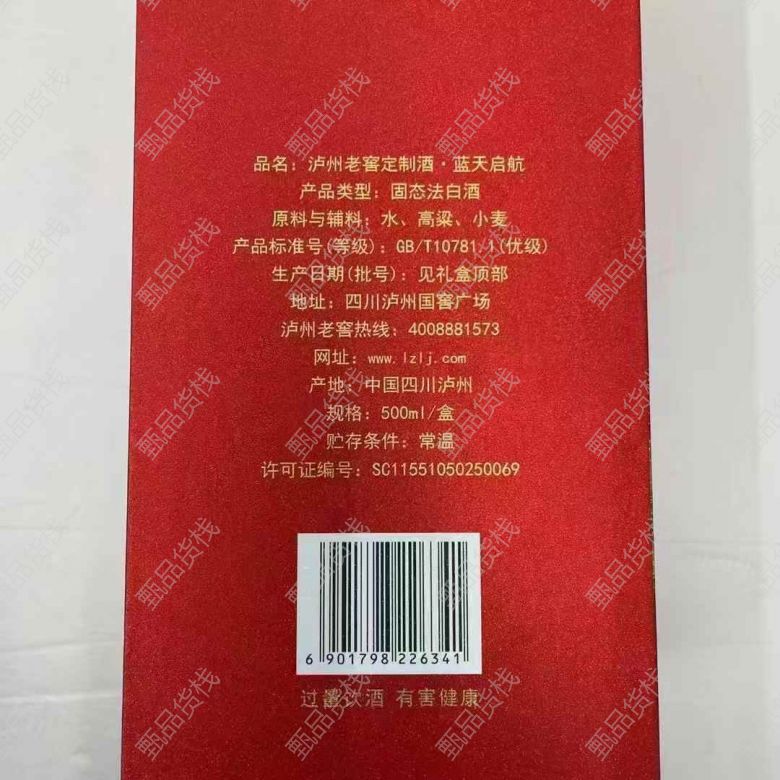 品名：泸州老窖定制酒·蓝天启航
产品类型：固态法白酒
原料与辅料：水、高粱、小麦
产品标准号(等级)：GB/T10781.1(优级)
生产日期(批号)：见礼盒顶部
地址：四川泸州国窖广场
泸州老窖热线：4008881573
网址：www.lzlj.com
产地：中国四川泸州
规格：500ml/盒
贮存条件：常温
许可证编号：SC11551050250069
6 901798 226341
过量饮酒 有害健康
甄品货栈